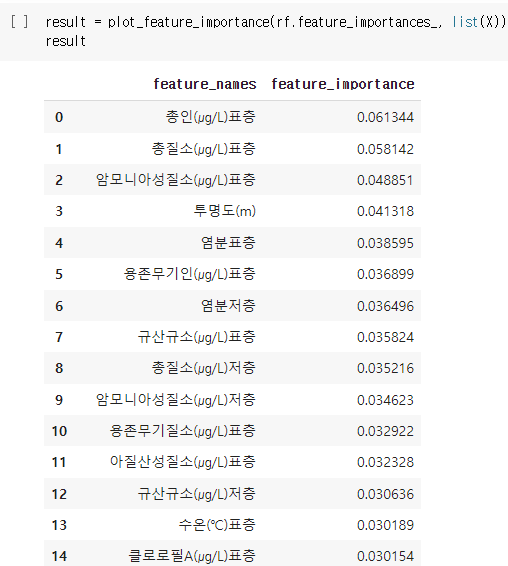 [ ] result = plot_feature_importance(rf.feature_importances_, list(X))
result
feature_names feature_importance
0 총인(㎍/L)표층 0.061344
1 총질소(㎍/L)표층 0.058142
2 암모니아성질소(㎍/L)표층 0.048851
3 투명도(m) 0.041318
4 염분표층 0.038595
5 용존무기인(㎍/L)표층 0.036899
6 염분저층 0.036496
7 규산규소(㎍/L)표층 0.035824
8 총질소(㎍/L)저층 0.035216
9 암모니아성질소(㎍/L)저층 0.034623
10 용존무기질소(㎍/L)표층 0.032922
11 아질산성질소(㎍/L)표층 0.032328
12 규산규소(㎍/L)저층 0.030636
13 수온(℃)표층 0.030189
14 클로로필A(㎍/L)표층 0.030154